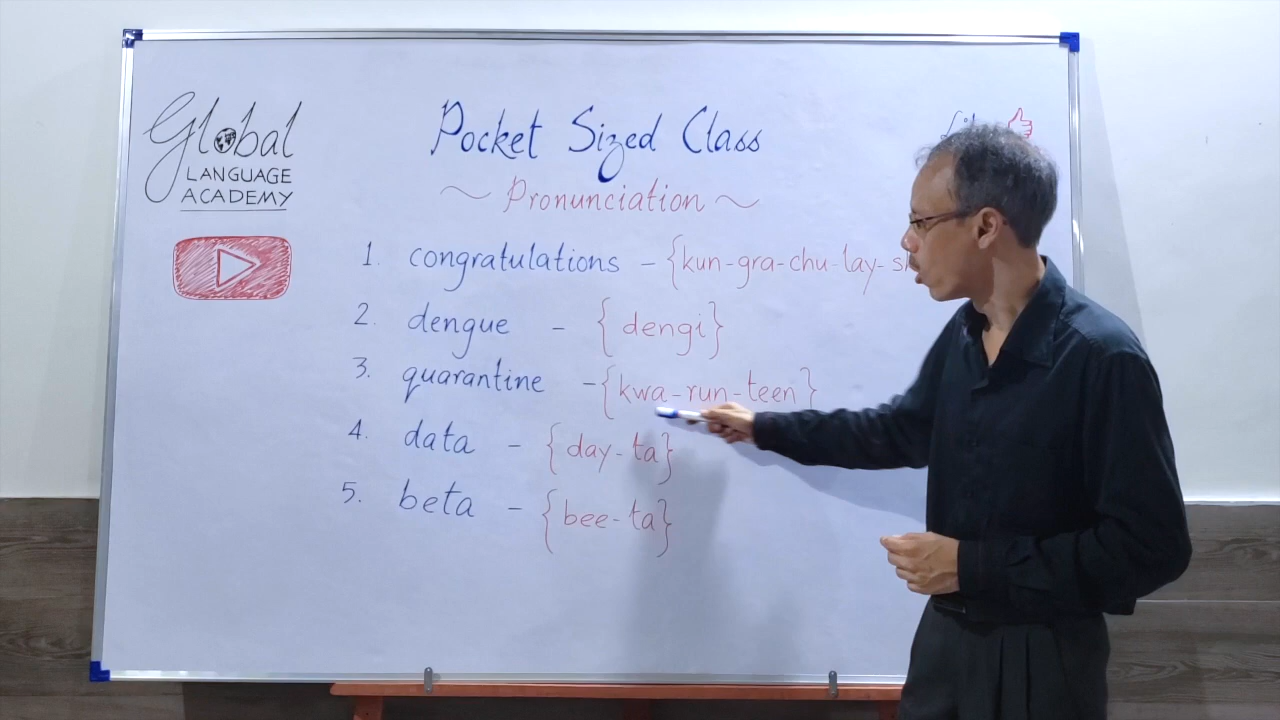 Global
LANGUAGE
ACADEMY
Pocket Sized Class
~ Pronunciation ~
1. congratulations - {kun-gra-chu-lay-
2. dengue - {dengi}
3. quarantine - {kwa-run-teen}
4. data - {day-ta}
5. beta - {bee-ta}